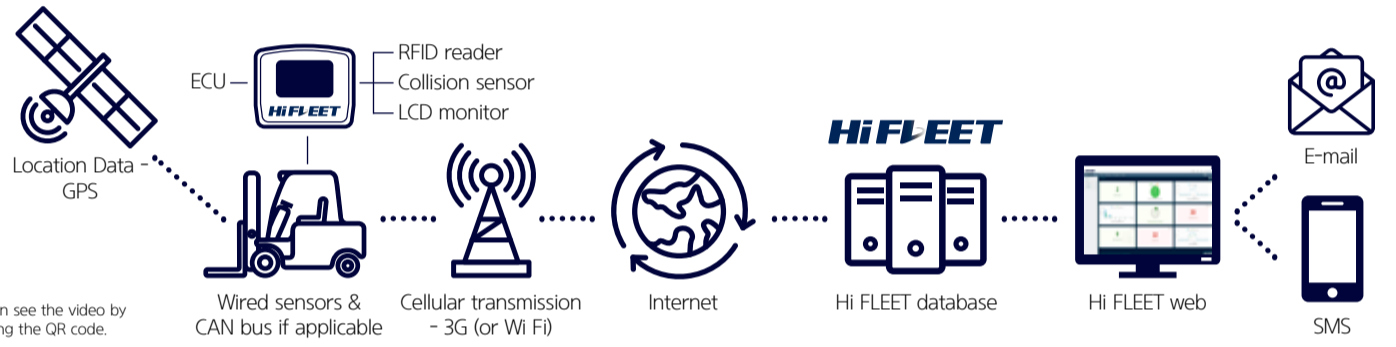 RFID reader
ECU
Collision sensor
HiFLEET
LCD monitor
HiFLEET
Location Data -
GPS
E-mail
Wired sensors &
CAN bus if applicable
Cellular transmission
- 3G (or Wi Fi)
Internet
Hi FLEET database
Hi FLEET web
SMS
n see the video by
ng the QR code.